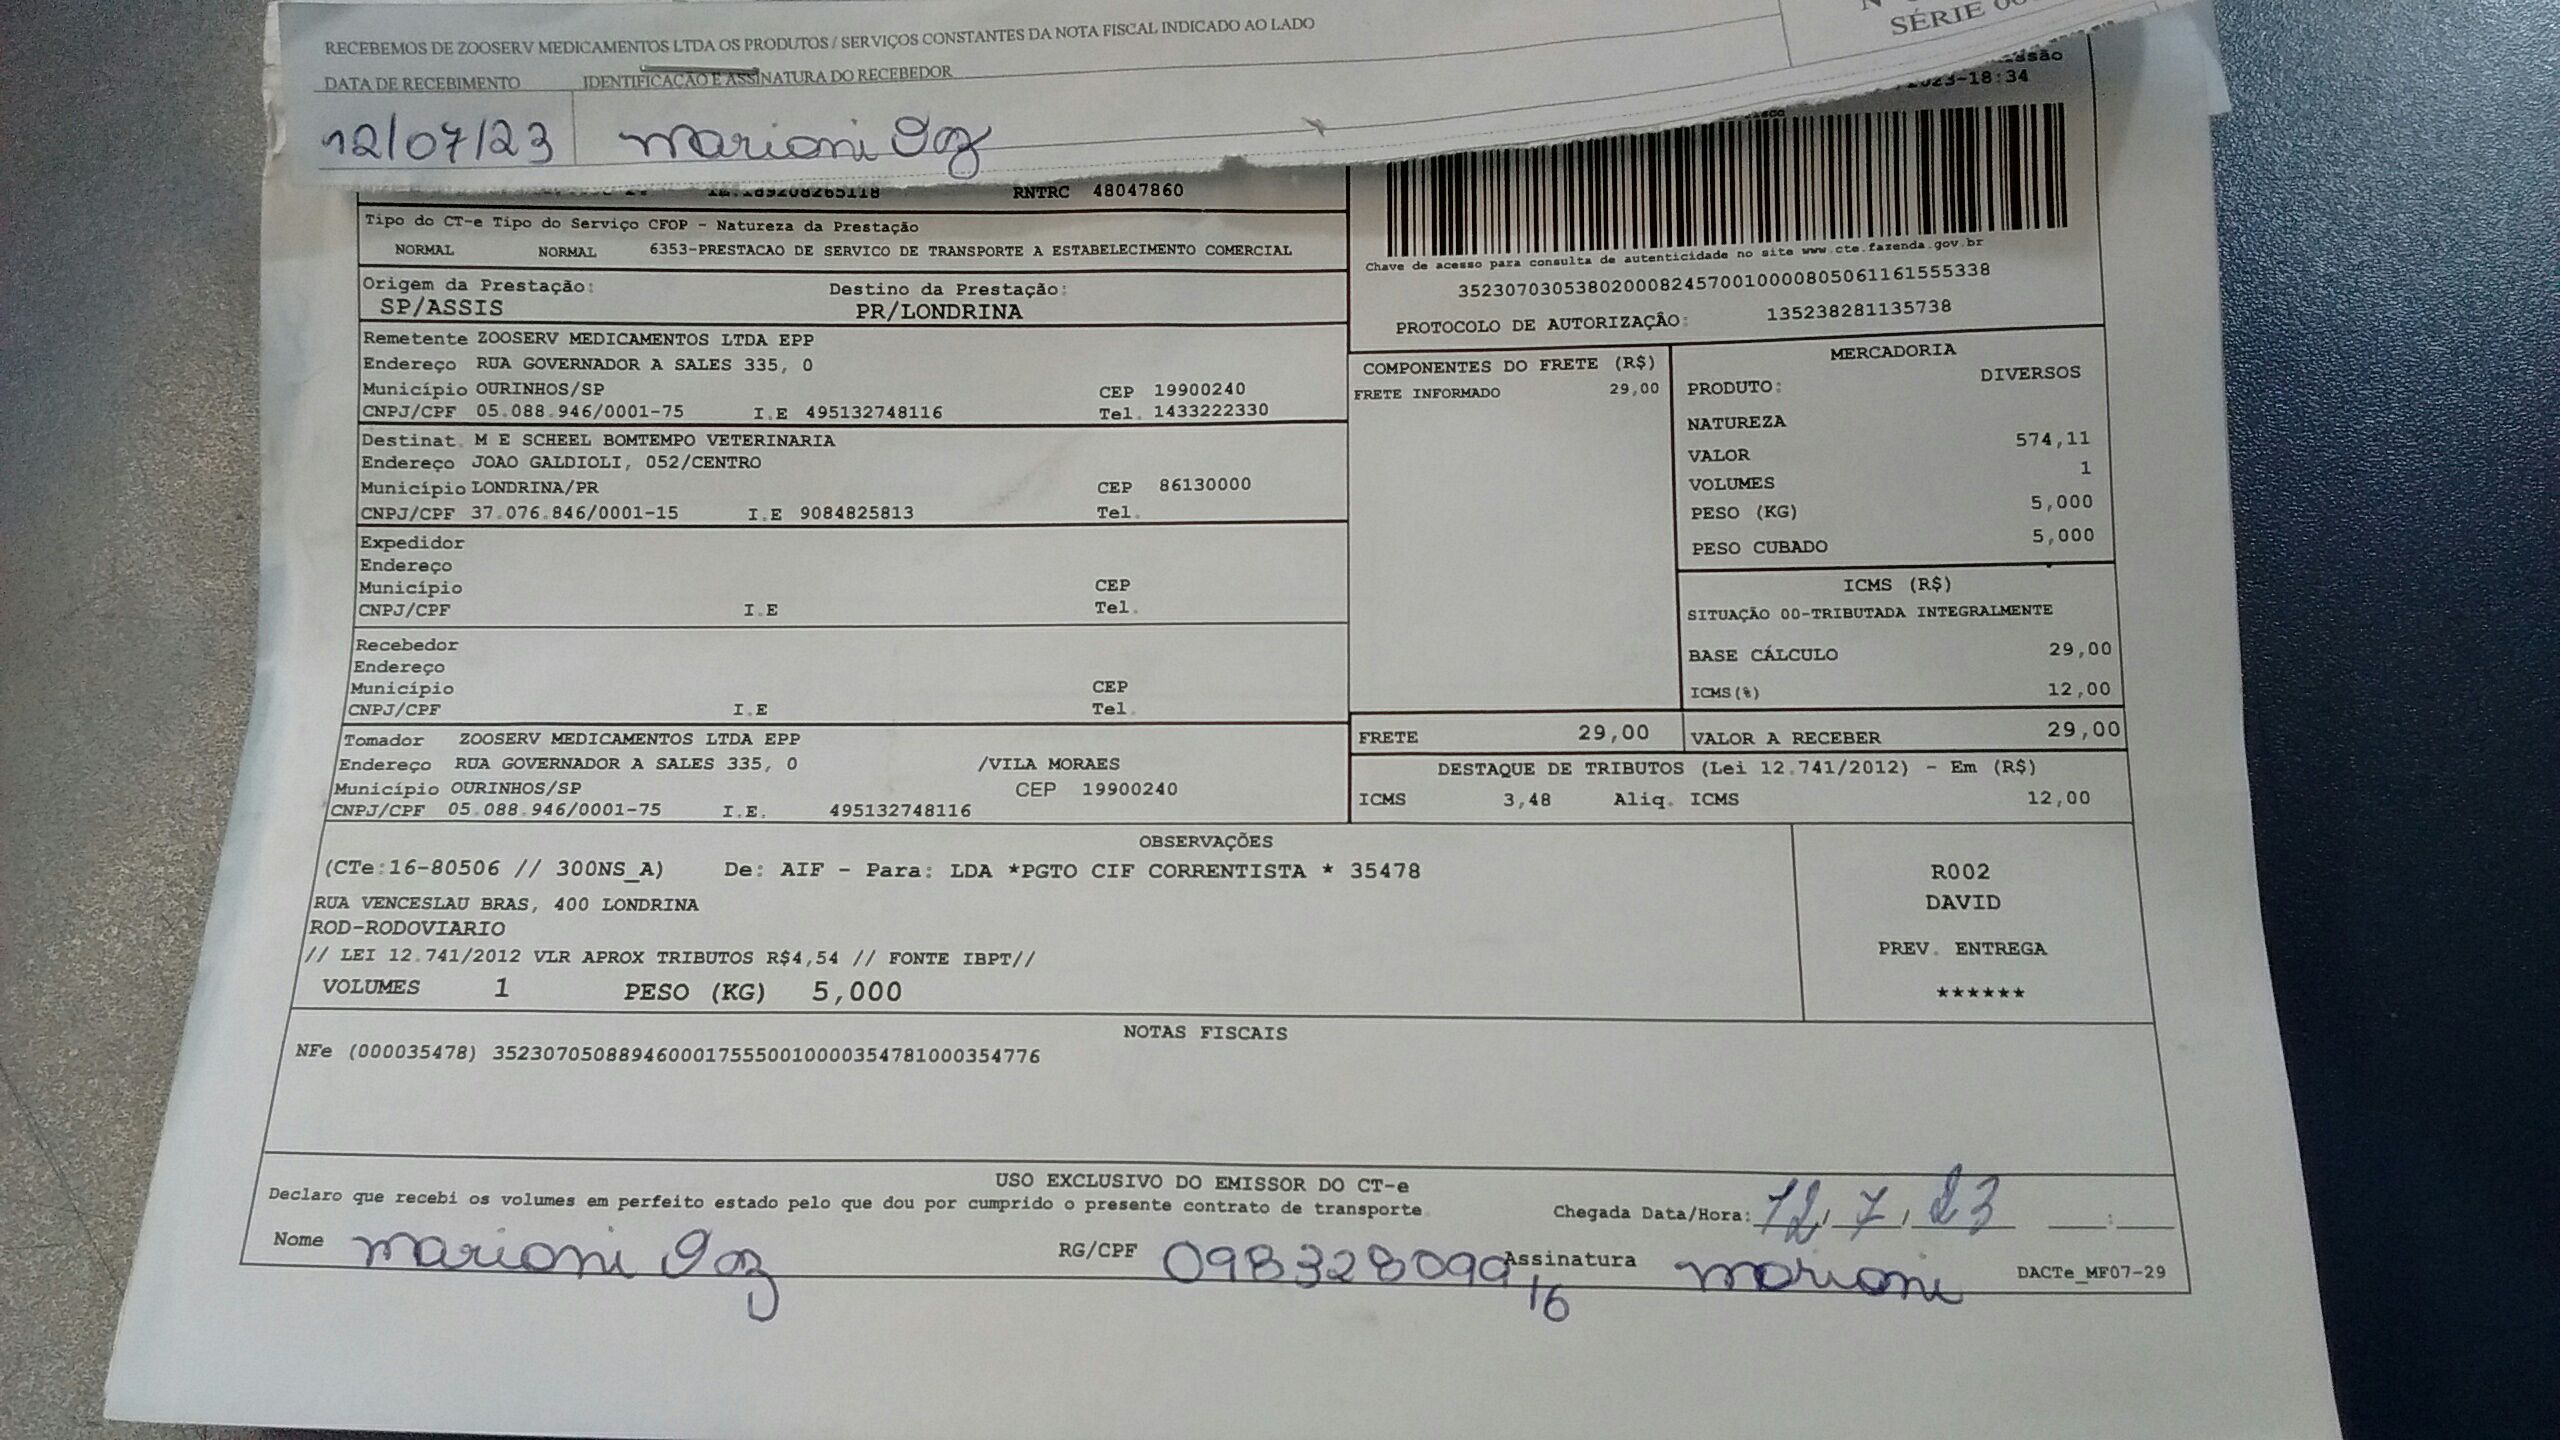 SÉRIE
RECEBEMOS DE ZOOSERV MEDICAMENTOS LTDA OS PRODUTOS / SERVIÇOS CONSTANTES DA NOTA FISCAL INDICADO AO LADO
DATA DE RECEBIMENTO IDENTIFICAÇÃO E ASSINATURA DO RECEBEDOR
12/07/23 Marioni
-18:34
RNTRC 48047860
Tipo do CT-e Tipo do Serviço CFOP - Natureza da Prestação
NORMAL NORMAL 6353-PRESTACAO DE SERVICO DE TRANSPORTE A ESTABELECIMENTO COMERCIAL
Chave de acesso para consulta de autenticidade no site www.cte.fazenda.gov.br
35230703053802000824570010000805061161555338
PROTOCOLO DE AUTORIZAÇÃO: 135238281135738
Origem da Prestação: Destino da Prestação:
SP/ASSIS PR/LONDRINA
Remetente ZOOSERV MEDICAMENTOS LTDA EPP
Endereço RUA GOVERNADOR A SALES 335, 0
Município OURINHOS/SP CEP 19900240
CNPJ/CPF 05.088.946/0001-75 I.E 495132748116 Tel. 1433222330
Destinat. M E SCHEEL BOMTEMPO VETERINARIA
Endereço JOAO GALDIOLI, 052/CENTRO
Município LONDRINA/PR CEP 86130000
CNPJ/CPF 37.076.846/0001-15 I.E 9084825813 Tel.
Expedidor
Endereço
Município CEP
CNPJ/CPF I.E Tel.
Recebedor
Endereço
Município CEP
CNPJ/CPF I.E Tel.
Tomador ZOOSERV MEDICAMENTOS LTDA EPP
Endereço RUA GOVERNADOR A SALES 335, 0 /VILA MORAES
Município OURINHOS/SP CEP 19900240
CNPJ/CPF 05.088.946/0001-75 I.E. 495132748116
COMPONENTES DO FRETE (R$)
FRETE INFORMADO 29,00
MERCADORIA
PRODUTO: DIVERSOS
NATUREZA
VALOR 574,11
VOLUMES 1
PESO (KG) 5,000
PESO CUBADO 5,000
ICMS (R$)
SITUAÇÃO 00-TRIBUTADA INTEGRALMENTE
BASE CÁLCULO 29,00
ICMS(%) 12,00
FRETE 29,00 VALOR A RECEBER 29,00
DESTAQUE DE TRIBUTOS (Lei 12.741/2012) - Em (R$)
ICMS 3,48 Aliq. ICMS 12,00
OBSERVAÇÕES
(CTe:16-80506 // 300NS_A) De: AIF - Para: LDA *PGTO CIF CORRENTISTA * 35478
RUA VENCESLAU BRAS, 400 LONDRINA
ROD-RODOVIARIO
// LEI 12.741/2012 VLR APROX TRIBUTOS R$4,54 // FONTE IBPT//
VOLUMES 1 PESO (KG) 5,000
R002
DAVID
PREV. ENTREGA
******
NOTAS FISCAIS
NFe (000035478) 35230705088946000175550010000354781000354776
USO EXCLUSIVO DO EMISSOR DO CT-e
Declaro que recebi os volumes em perfeito estado pelo que dou por cumprido o presente contrato de transporte.
Chegada Data/Hora: 12, 7, 23 __:__
Nome Marioni RG/CPF 098328099/6 Assinatura Marioni
DACTe_MF07-29